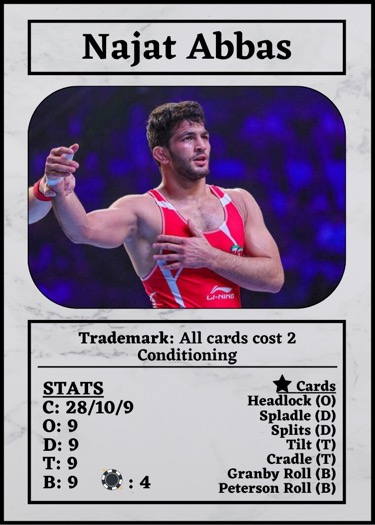 Najat Abbas
LI-NING
Trademark: All cards cost 2
Conditioning
STATS
C: 28/10/9
O: 9
D: 9
T: 9
B: 9 : 4
★ Cards
Headlock (O)
Spladle (D)
Splits (D)
Tilt (T)
Cradle (T)
Granby Roll (B)
Peterson Roll (B)